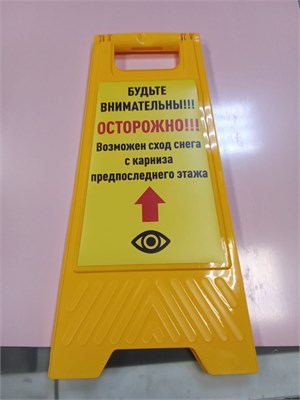 БУДЬТЕ
ВНИМАТЕЛЬНЫ!!!
ОСТОРОЖНО!!!
Возможен сход снега
с карниза
предпоследнего этажа